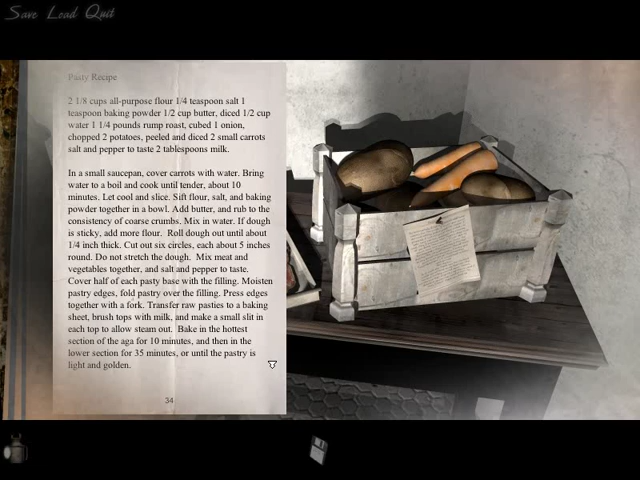 Save Load Quit
Pasty Recipe
2 1/8 cups all-purpose flour 1/4 teaspoon salt 1
teaspoon baking powder 1/2 cup butter, diced 1/2 cup
water 1 1/4 pounds rump roast, cubed 1 onion,
chopped 2 potatoes, peeled and diced 2 small carrots
salt and pepper to taste 2 tablespoons milk.
In a small saucepan, cover carrots with water. Bring
water to a boil and cook until tender, about 10
minutes. Let cool and slice. Sift flour, salt, and baking
powder together in a bowl. Add butter, and rub to the
consistency of coarse crumbs. Mix in water. If dough
is sticky, add more flour. Roll dough out until about
1/4 inch thick. Cut out six circles, each about 5 inches
round. Do not stretch the dough. Mix meat and
vegetables together, and salt and pepper to taste.
Cover half of each pasty base with the filling. Moisten
pastry edges, fold pastry over the filling. Press edges
together with a fork. Transfer raw pasties to a baking
sheet, brush tops with milk, and make a small slit in
each top to allow steam out. Bake in the hottest
section of the aga for 10 minutes, and then in the
lower section for 35 minutes, or until the pastry is
light and golden.
34